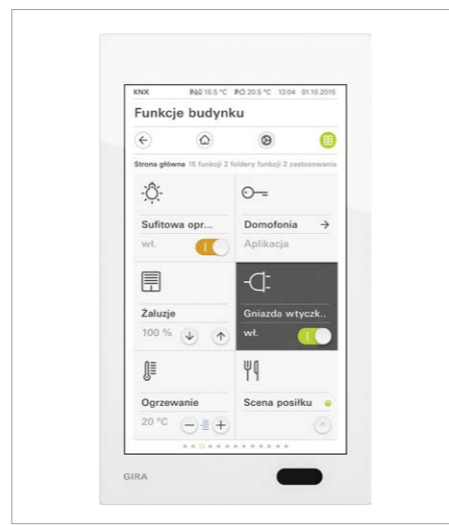 KNX 16.5 °C 20.5 °C 13:04 01.10.2015
Funkcje budynku
Strona główna 16 funkcji 2 foldery funkcji 2 zastosowania
Sufitowa opr...
wł.
Domofonia →
Aplikacja
Żaluzje
100 %
Gniazda wtyczk..
wł.
Ogrzewanie
20 °C
Scena posiłku
GIRA